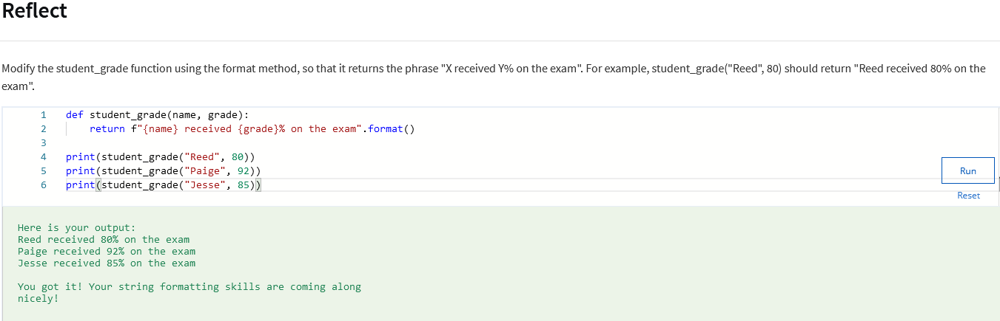 Reflect
Modify the student_grade function using the format method, so that it returns the phrase "X received Y% on the exam". For example, student_grade("Reed", 80) should return "Reed received 80% on the
exam".
1 def student_grade(name, grade):
2     return f"{name} received {grade}% on the exam".format()
3
4 print(student_grade("Reed", 80))
5 print(student_grade("Paige", 92))
6 print(student_grade("Jesse", 85))
Run
Reset
Here is your output:
Reed received 80% on the exam
Paige received 92% on the exam
Jesse received 85% on the exam
You got it! Your string formatting skills are coming along
nicely!